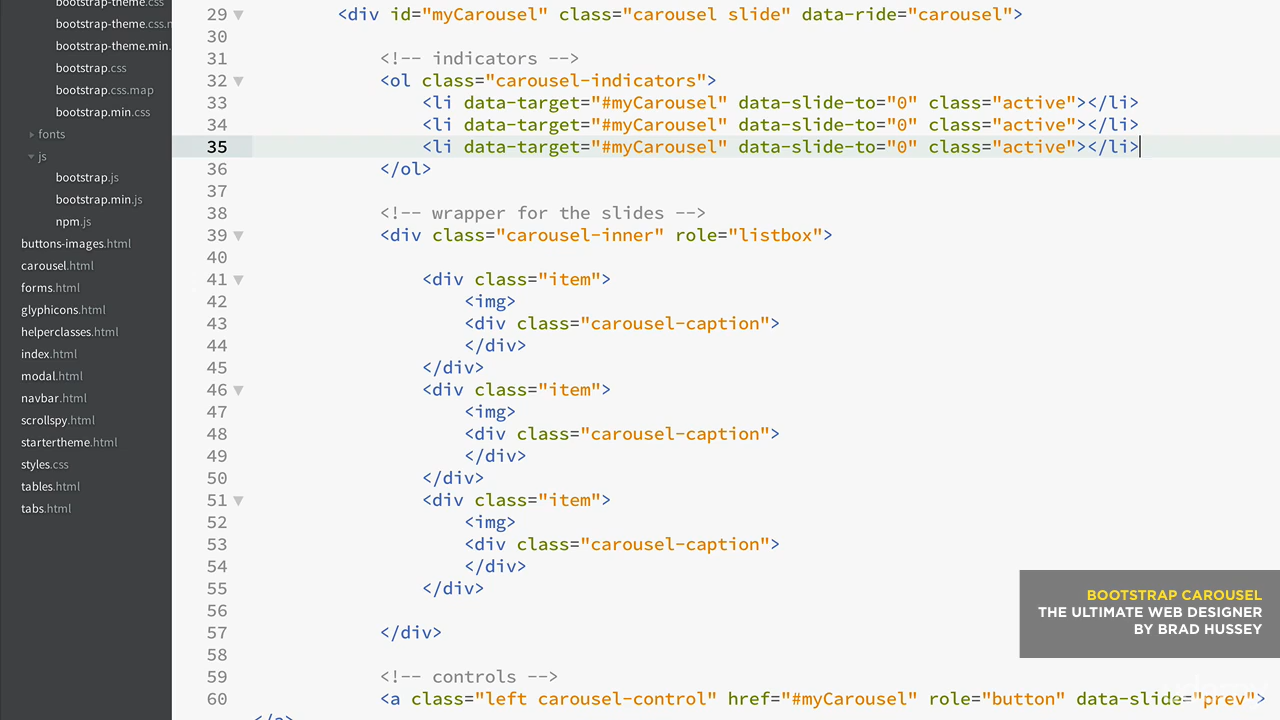 bootstrap-theme.css
bootstrap-theme.css.m
bootstrap-theme.min.
bootstrap.css
bootstrap.css.map
bootstrap.min.css
fonts
js
bootstrap.js
bootstrap.min.js
npm.js
buttons-images.html
carousel.html
forms.html
glyphicons.html
helperclasses.html
index.html
modal.html
navbar.html
scrollspy.html
startertheme.html
styles.css
tables.html
tabs.html
29 <div id="myCarousel" class="carousel slide" data-ride="carousel">
30
31 <!-- indicators -->
32 <ol class="carousel-indicators">
33 <li data-target="#myCarousel" data-slide-to="0" class="active"></li>
34 <li data-target="#myCarousel" data-slide-to="0" class="active"></li>
35 <li data-target="#myCarousel" data-slide-to="0" class="active"></li>
36 </ol>
37
38 <!-- wrapper for the slides -->
39 <div class="carousel-inner" role="listbox">
40
41 <div class="item">
42 <img>
43 <div class="carousel-caption">
44 </div>
45 </div>
46 <div class="item">
47 <img>
48 <div class="carousel-caption">
49 </div>
50 </div>
51 <div class="item">
52 <img>
53 <div class="carousel-caption">
54 </div>
55 </div>
56
57 </div>
58
59 <!-- controls -->
60 <a class="left carousel-control" href="#myCarousel" role="button" data-slide="prev">
</a>
BOOTSTRAP CAROUSEL
THE ULTIMATE WEB DESIGNER
BY BRAD HUSSEY